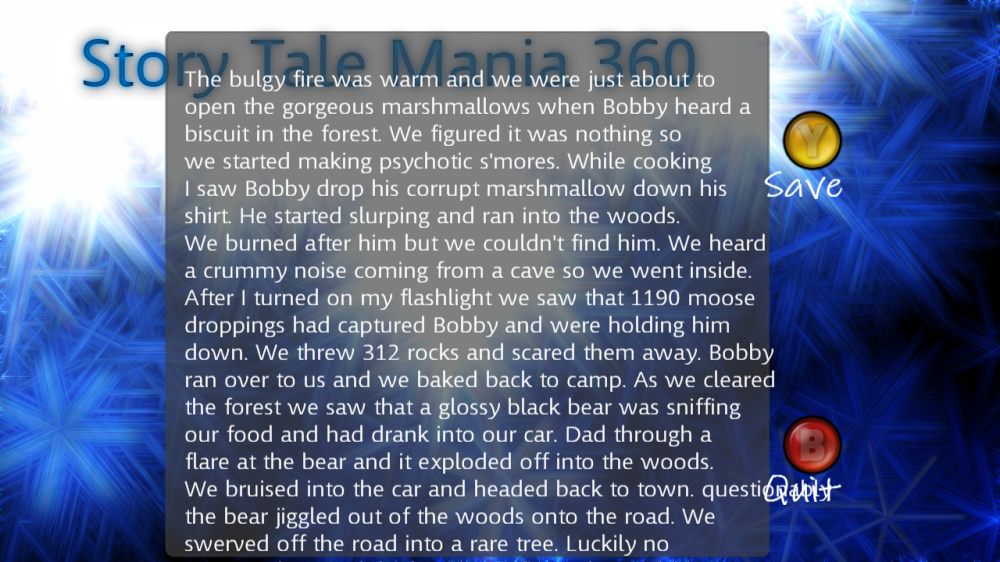 Story Tale Mania 360
The bulgy fire was warm and we were just about to
open the gorgeous marshmallows when Bobby heard a
biscuit in the forest. We figured it was nothing so
we started making psychotic s'mores. While cooking
I saw Bobby drop his corrupt marshmallow down his
shirt. He started slurping and ran into the woods.
We burned after him but we couldn't find him. We heard
a crummy noise coming from a cave so we went inside.
After I turned on my flashlight we saw that 1190 moose
droppings had captured Bobby and were holding him
down. We threw 312 rocks and scared them away. Bobby
ran over to us and we baked back to camp. As we cleared
the forest we saw that a glossy black bear was sniffing
our food and had drank into our car. Dad through a
flare at the bear and it exploded off into the woods.
We bruised into the car and headed back to town. questionably
the bear jiggled out of the woods onto the road. We
swerved off the road into a rare tree. Luckily no
Y
Save
B
Quit